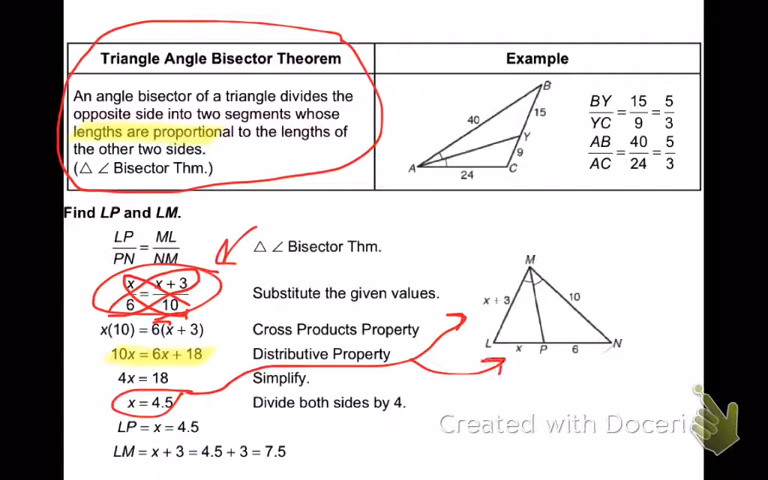 Triangle Angle Bisector Theorem
Example
An angle bisector of a triangle divides the
opposite side into two segments whose
lengths are proportional to the lengths of
the other two sides.
(△ ∠ Bisector Thm.)
B
40
15
Y
9
A
C
24
BY/YC = 15/9 = 5/3
AB/AC = 40/24 = 5/3
Find LP and LM.
LP/PN = ML/NM
△ ∠ Bisector Thm.
x/6 = x + 3/10
Substitute the given values.
x(10) = 6(x + 3)
Cross Products Property
10x = 6x + 18
Distributive Property
4x = 18
Simplify.
x = 4.5
Divide both sides by 4.
LP = x = 4.5
LM = x + 3 = 4.5 + 3 = 7.5
M
x + 3
10
L
x
P
6
N
Created with Doceri